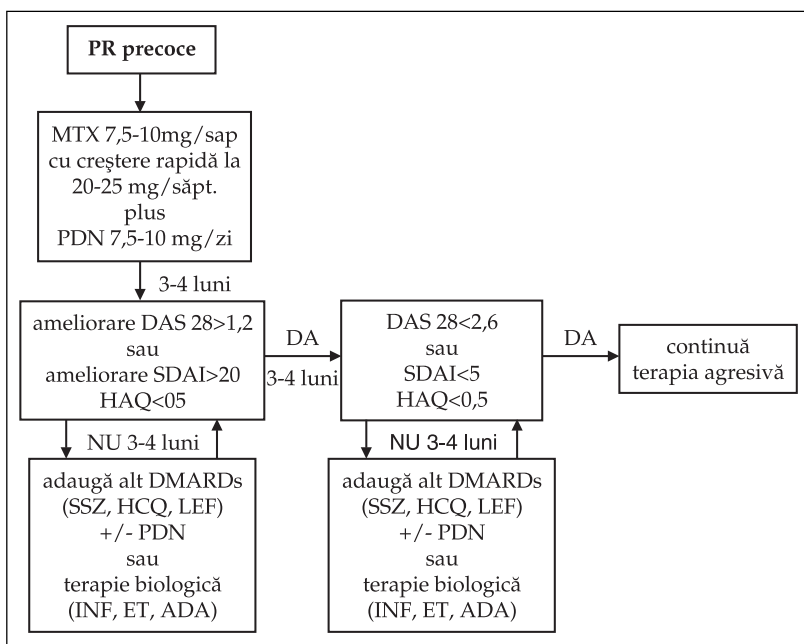 PR precoce
MTX 7,5-10mg/sap
cu creştere rapidă la
20-25 mg/săpt.
plus
PDN 7,5-10 mg/zi
3-4 luni
ameliorare DAS 28>1,2
sau
ameliorare SDAI>20
HAQ<05
DA
3-4 luni
DAS 28<2,6
sau
SDAI<5
HAQ<0,5
DA
continuă
terapia agresivă
NU 3-4 luni
adaugă alt DMARDs
(SSZ, HCQ, LEF)
+/- PDN
sau
terapie biologică
(INF, ET, ADA)
NU 3-4 luni
adaugă alt DMARDs
(SSZ, HCQ, LEF)
+/- PDN
sau
terapie biologică
(INF, ET, ADA)